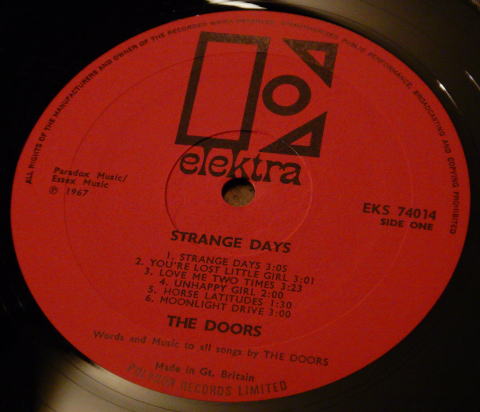 ALL RIGHTS OF THE MANUFACTURERS AND OWNER OF THE RECORDED WORK RESERVED. UNAUTHORISED PUBLIC PERFORMANCE, BROADCASTING AND COPYING PROHIBITED
elektra
Paradox Music/
Essex Music
℗ 1967
EKS 74014
SIDE ONE
STRANGE DAYS
1. STRANGE DAYS 3:05
2. YOU'RE LOST LITTLE GIRL 3:01
3. LOVE ME TWO TIMES 3:23
4. UNHAPPY GIRL 2:00
5. HORSE LATITUDES 1:30
6. MOONLIGHT DRIVE 3:00
THE DOORS
Words and Music to all songs by THE DOORS
Made in Gt. Britain
POLYDOR RECORDS LIMITED